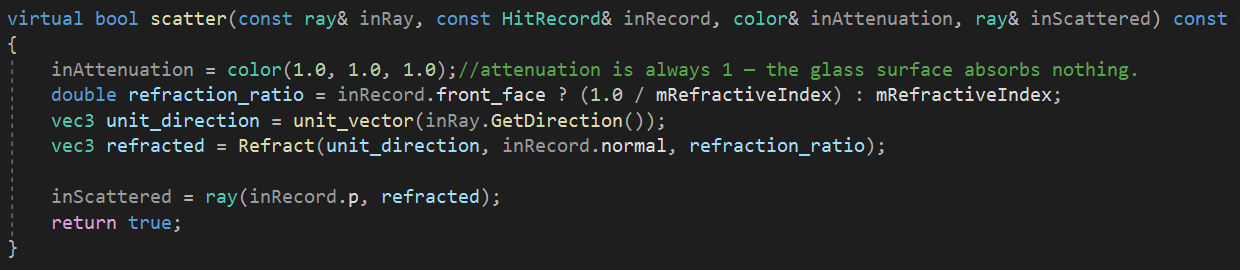 virtual bool scatter(const ray& inRay, const HitRecord& inRecord, color& inAttenuation, ray& inScattered) const
{
    inAttenuation = color(1.0, 1.0, 1.0);//attenuation is always 1 — the glass surface absorbs nothing.
    double refraction_ratio = inRecord.front_face ? (1.0 / mRefractiveIndex) : mRefractiveIndex;
    vec3 unit_direction = unit_vector(inRay.GetDirection());
    vec3 refracted = Refract(unit_direction, inRecord.normal, refraction_ratio);

    inScattered = ray(inRecord.p, refracted);
    return true;
}